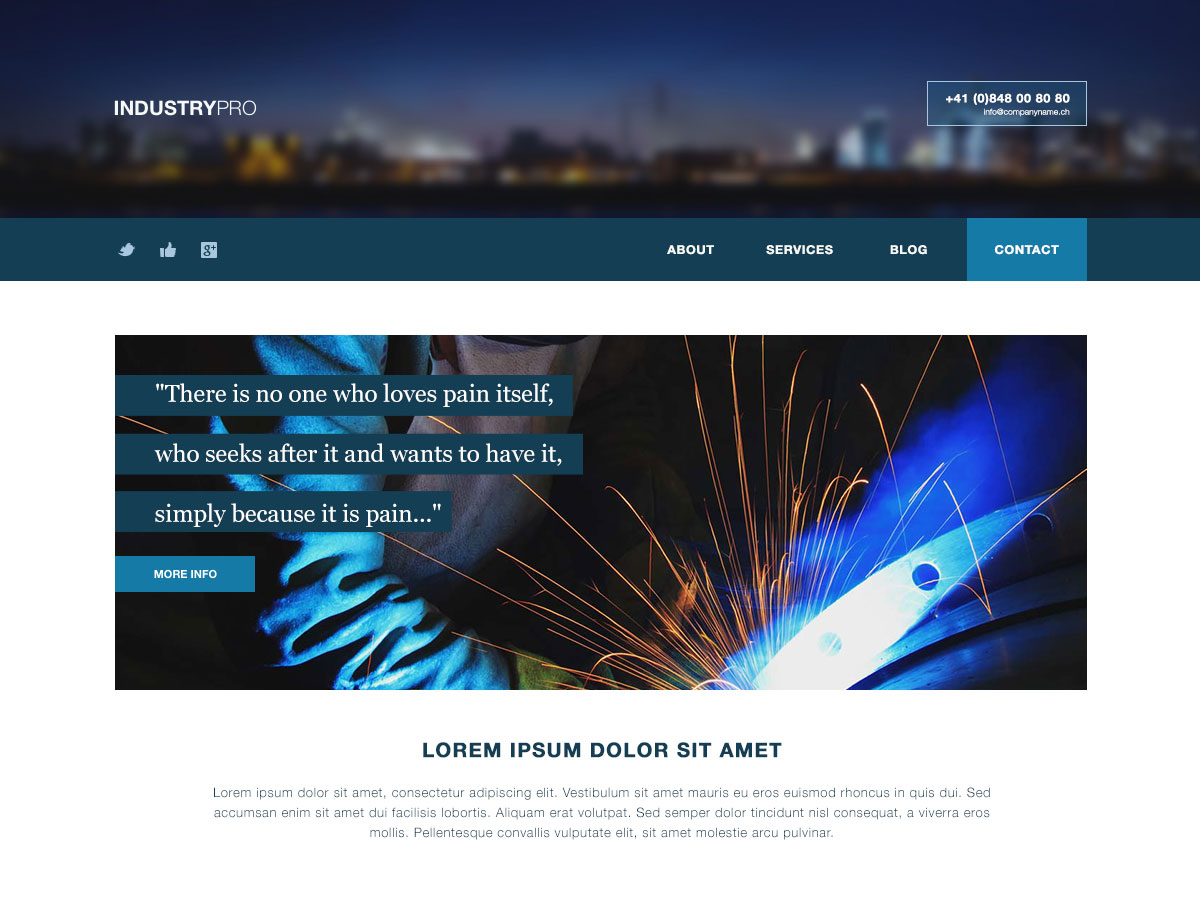 INDUSTRYPRO
+41 (0)848 00 80 80
info@companyname.ch
g+
ABOUT SERVICES BLOG CONTACT
"There is no one who loves pain itself,
who seeks after it and wants to have it,
simply because it is pain..."
MORE INFO
LOREM IPSUM DOLOR SIT AMET
Lorem ipsum dolor sit amet, consectetur adipiscing elit. Vestibulum sit amet mauris eu eros euismod rhoncus in quis dui. Sed
accumsan enim sit amet dui facilisis lobortis. Aliquam erat volutpat. Sed semper dolor tincidunt nisl consequat, a viverra eros
mollis. Pellentesque convallis vulputate elit, sit amet molestie arcu pulvinar.